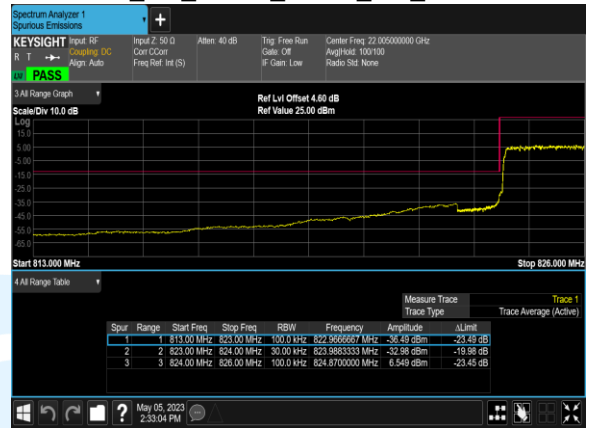 Spectrum Analyzer 1
Spurious Emissions
KEYSIGHT Input: RF Input Z: 50 Ω Atten: 40 dB Trig: Free Run Center Freq: 22.005000000 GHz
R T Coupling: DC Corr CCorr Gate: Off Avg|Hold: 100/100
Align: Auto Freq Ref: Int (S) IF Gain: Low Radio Std: None
PASS
3 All Range Graph
Ref Lvl Offset 4.60 dB
Scale/Div 10.0 dB Ref Value 25.00 dBm
Log
15.0
5.00
-5.00
-15.0
-25.0
-35.0
-45.0
-55.0
-65.0
Start 813.000 MHz Stop 826.000 MHz
4 All Range Table
Measure Trace Trace 1
Trace Type Trace Average (Active)
Spur Range Start Freq Stop Freq RBW Frequency Amplitude ΔLimit
1 1 813.00 MHz 823.00 MHz 100.0 kHz 822.9666667 MHz -36.49 dBm -23.49 dB
2 2 823.00 MHz 824.00 MHz 30.00 kHz 823.9883333 MHz -32.98 dBm -19.98 dB
3 3 824.00 MHz 826.00 MHz 100.0 kHz 824.8700000 MHz 6.549 dBm -23.45 dB
? May 05, 2023
2:33:04 PM